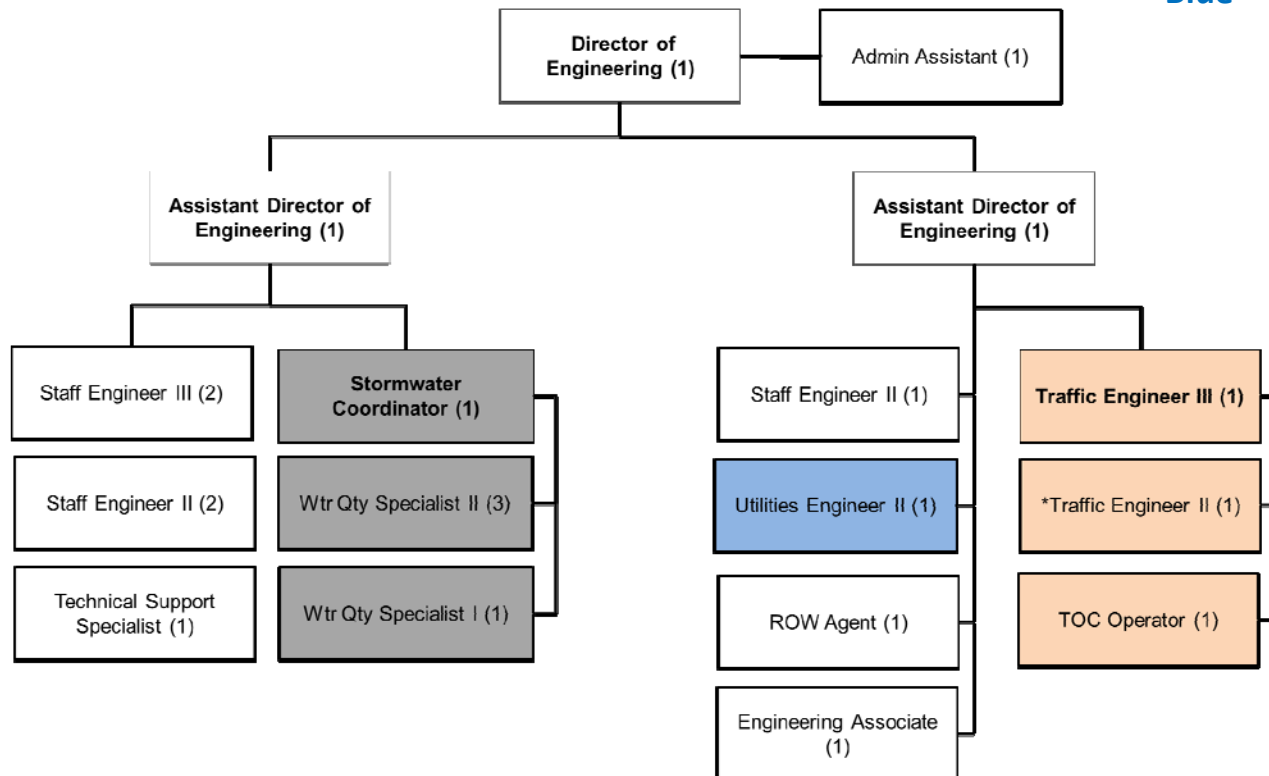 Blue
Director of
Engineering (1)
Admin Assistant (1)
Assistant Director of
Engineering (1)
Assistant Director of
Engineering (1)
Staff Engineer III (2)
Stormwater
Coordinator (1)
Staff Engineer II (1)
Traffic Engineer III (1)
Staff Engineer II (2)
Wtr Qty Specialist II (3)
Utilities Engineer II (1)
*Traffic Engineer II (1)
Technical Support
Specialist (1)
Wtr Qty Specialist I (1)
ROW Agent (1)
TOC Operator (1)
Engineering Associate
(1)